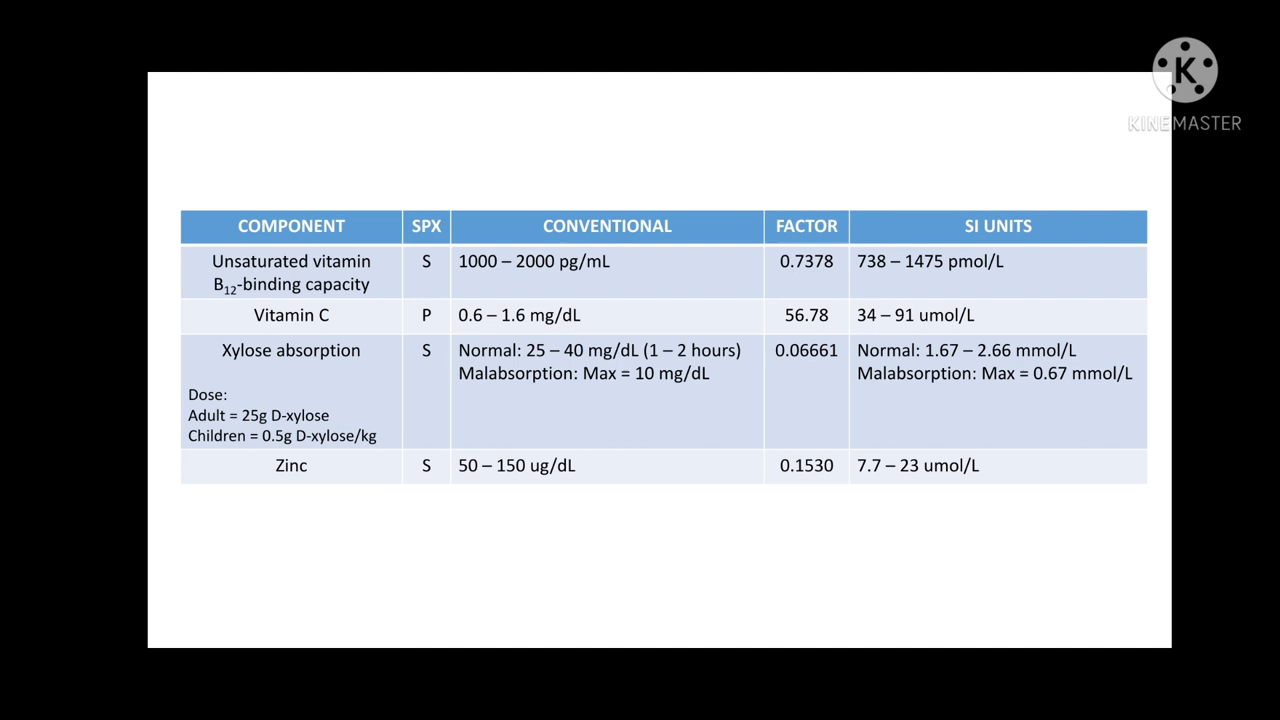 K
KINEMASTER
COMPONENT SPX CONVENTIONAL FACTOR SI UNITS
Unsaturated vitamin B12-binding capacity S 1000 – 2000 pg/mL 0.7378 738 – 1475 pmol/L
Vitamin C P 0.6 – 1.6 mg/dL 56.78 34 – 91 umol/L
Xylose absorption S Normal: 25 – 40 mg/dL (1 – 2 hours) 0.06661 Normal: 1.67 – 2.66 mmol/L
Malabsorption: Max = 10 mg/dL Malabsorption: Max = 0.67 mmol/L
Dose:
Adult = 25g D-xylose
Children = 0.5g D-xylose/kg
Zinc S 50 – 150 ug/dL 0.1530 7.7 – 23 umol/L